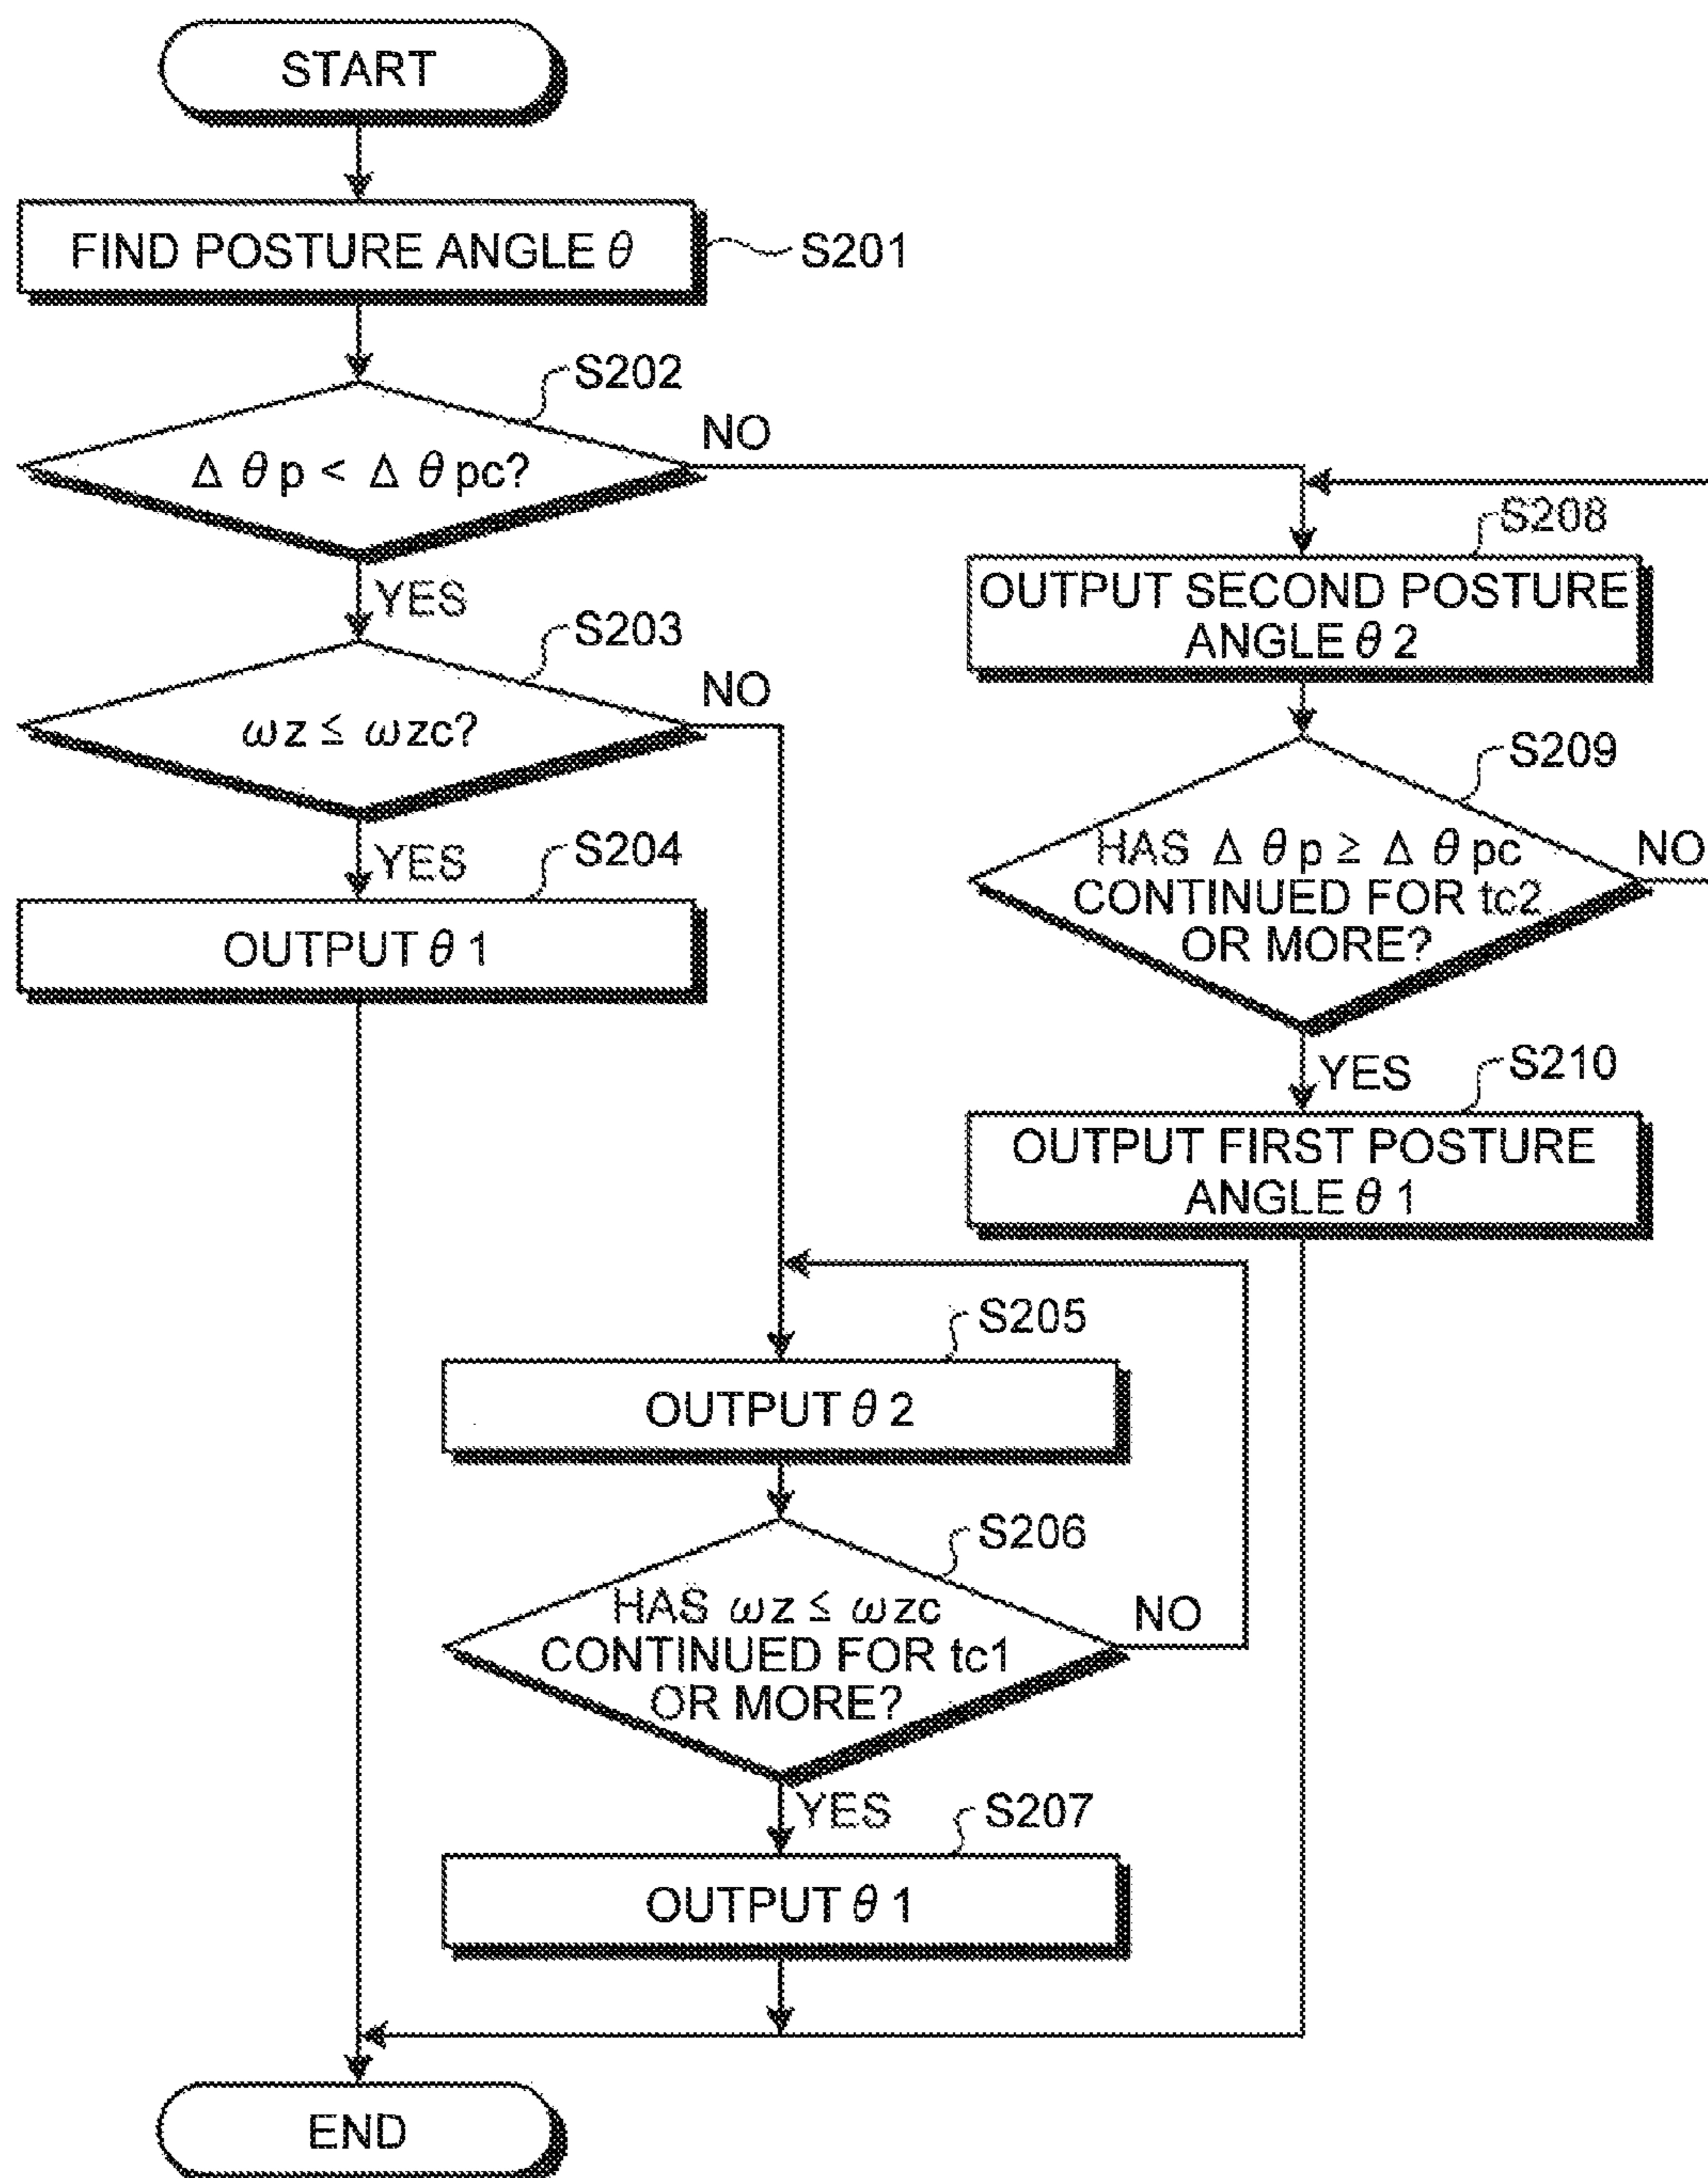 START
FIND POSTURE ANGLE θ
S201
S202
Δ θ p < Δ θ pc?
NO
YES
S203
ω z ≤ ω zc?
NO
YES
S204
OUTPUT θ 1
S208
OUTPUT SECOND POSTURE
ANGLE θ 2
S209
HAS Δ θ p ≥ Δ θ pc
CONTINUED FOR tc2
OR MORE?
NO
YES
S210
OUTPUT FIRST POSTURE
ANGLE θ 1
S205
OUTPUT θ 2
S206
HAS ω z ≤ ω zc
CONTINUED FOR tc1
OR MORE?
NO
YES
S207
OUTPUT θ 1
END